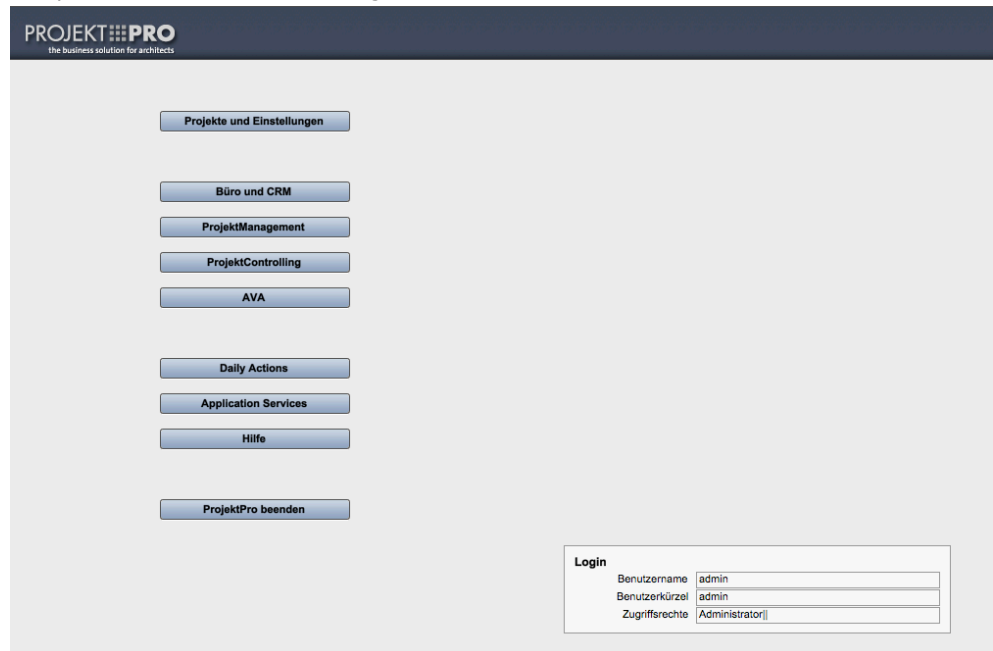 PROJEKT PRO
the business solution for architects
Projekte und Einstellungen
Büro und CRM
ProjektManagement
ProjektControlling
AVA
Daily Actions
Application Services
Hilfe
ProjektPro beenden
Login
Benutzername admin
Benutzerkürzel admin
Zugriffsrechte Administrator||